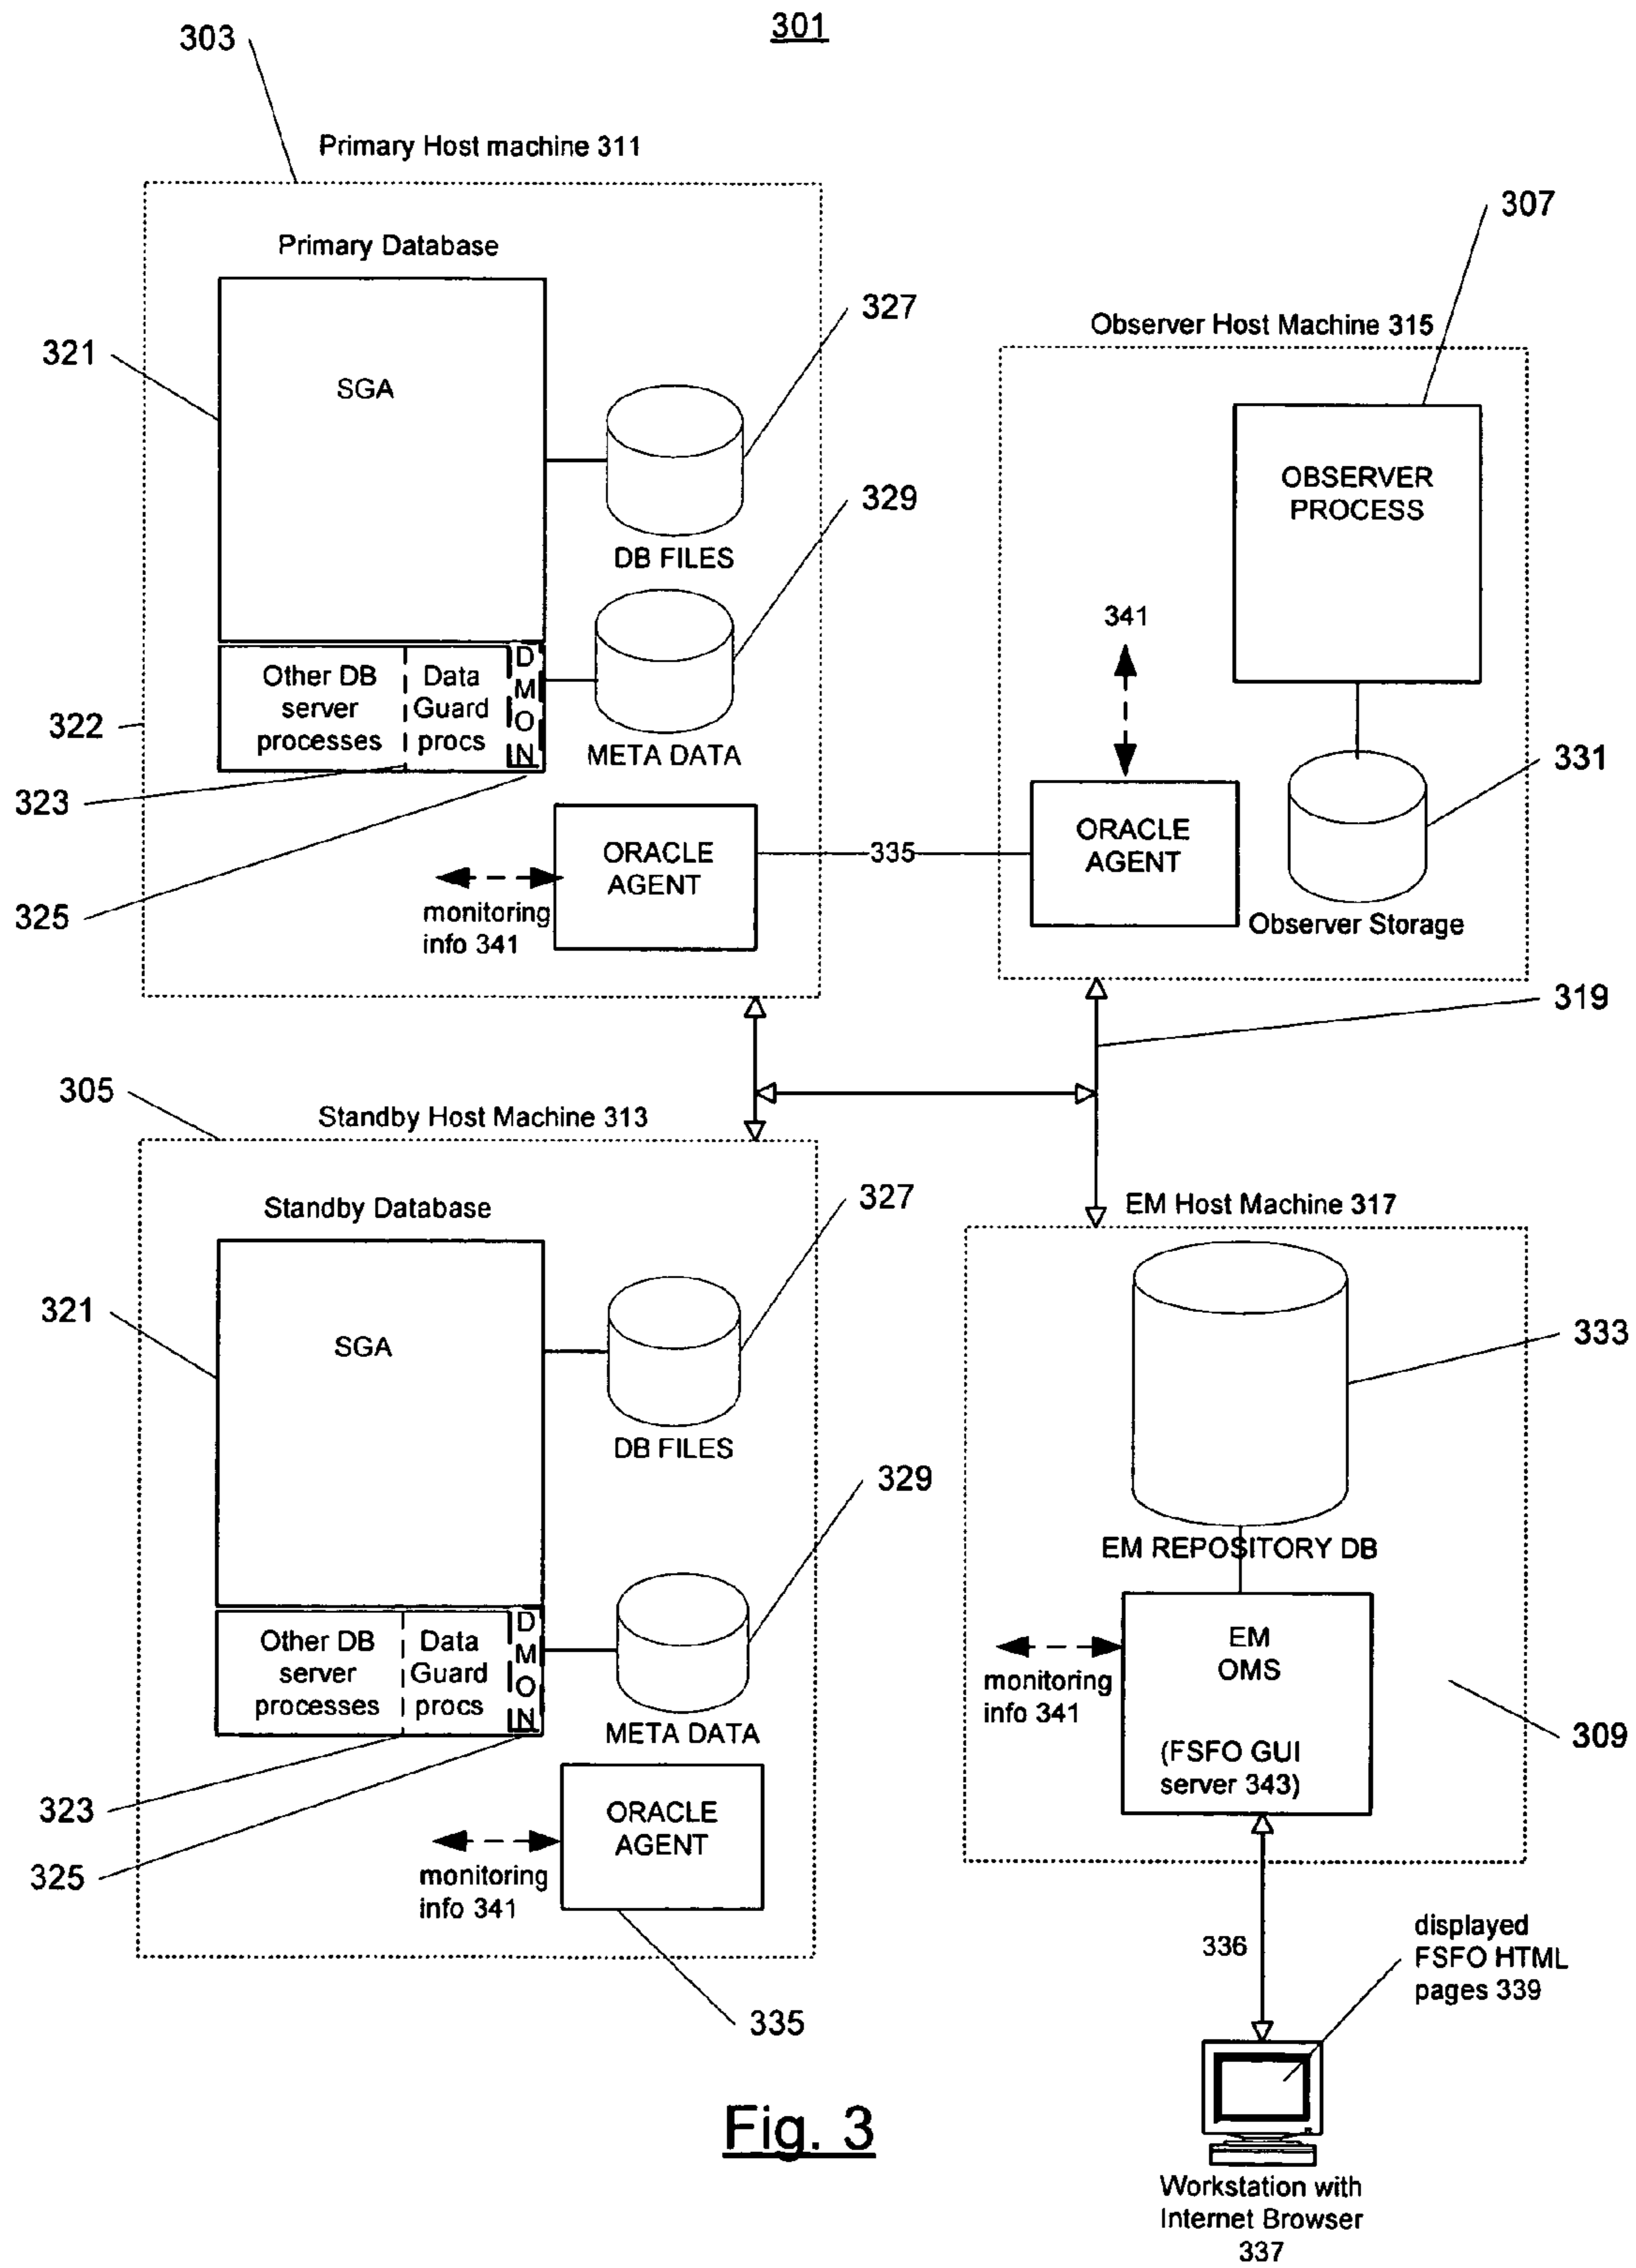 301
303
Primary Host machine 311
Primary Database
307
327
Observer Host Machine 315
321
SGA
OBSERVER
PROCESS
329
DB FILES
341
D
M
O
N
Other DB
server
processes
Data
Guard
procs
322
META DATA
331
323
ORACLE
AGENT
335
ORACLE
AGENT
325
monitoring
info 341
Observer Storage
319
305
Standby Host Machine 313
327
EM Host Machine 317
Standby Database
321
SGA
333
DB FILES
329
EM REPOSITORY DB
D
M
O
N
Other DB
server
processes
Data
Guard
procs
EM
OMS
monitoring
info 341
META DATA
309
(FSFO GUI
server 343)
323
ORACLE
AGENT
325
monitoring
info 341
336
displayed
FSFO HTML
pages 339
335
Fig. 3
Workstation with
Internet Browser
337